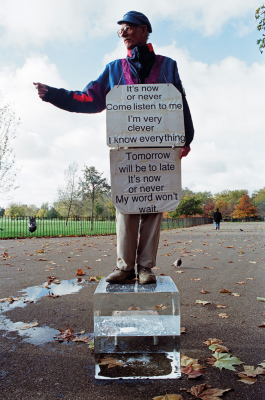 It's now
or never
Come listen to me
I'm very
clever
I know everything
Tomorrow
will be to late
It's now
or never
My word won't
wait.